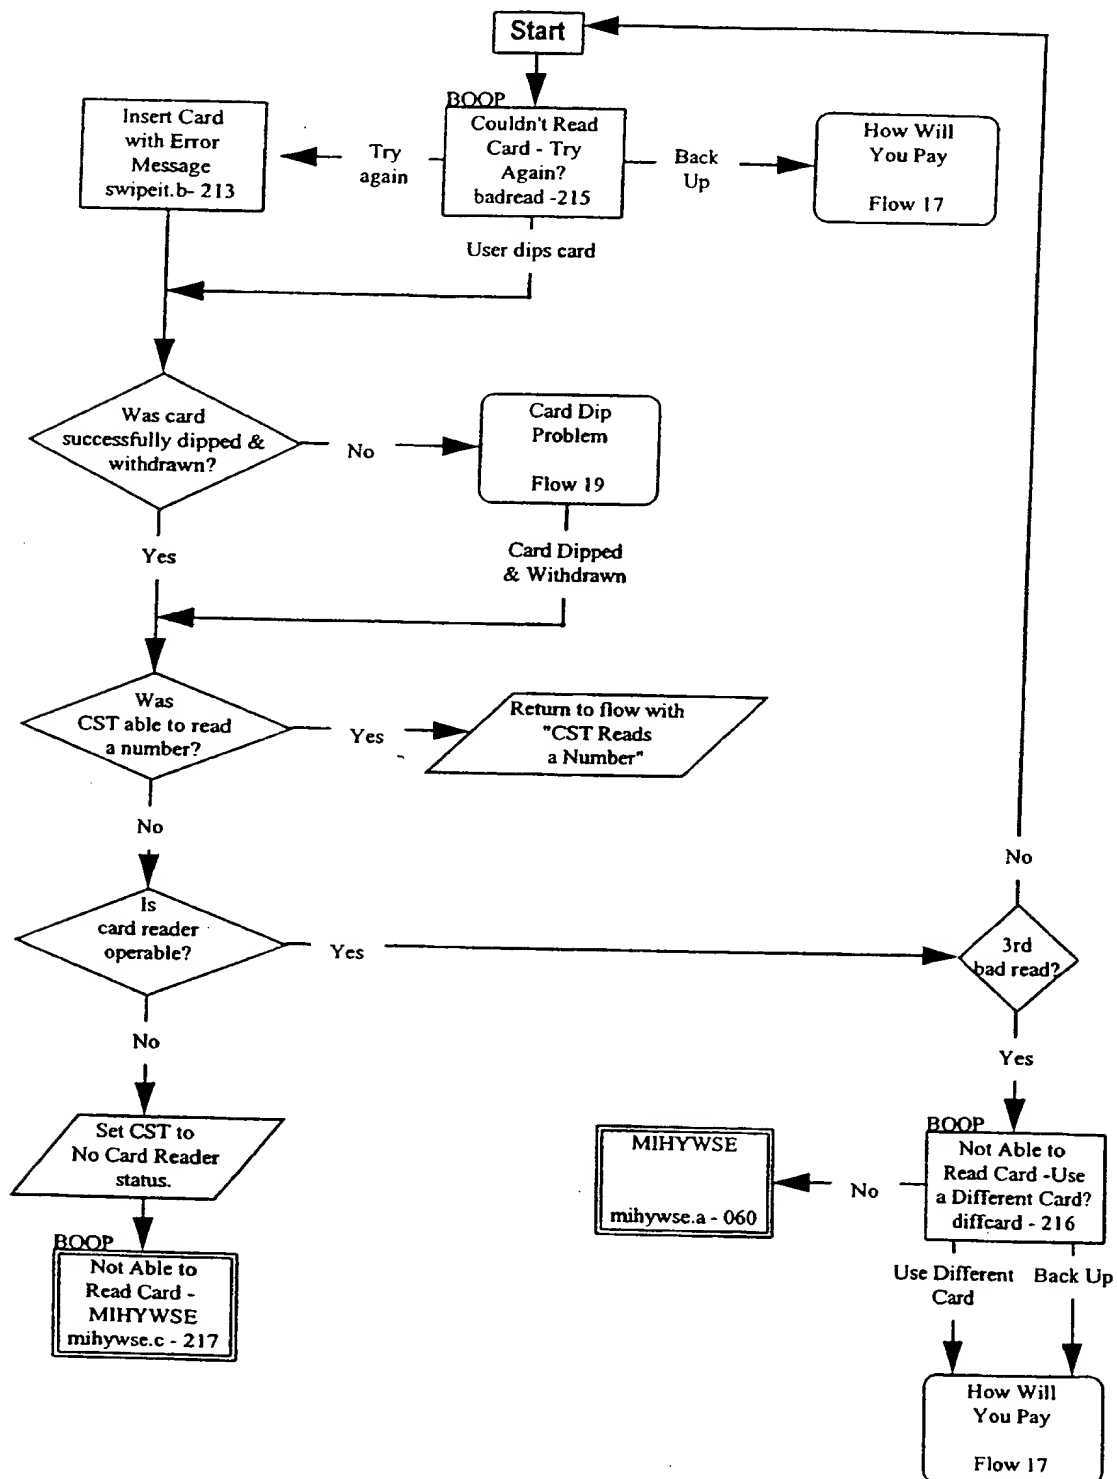 Start
BOOP
Insert Card
with Error
Message
swipeit.b- 213
Try
again
Couldn't Read
Card - Try
Again?
badread -215
Back
Up
How Will
You Pay
Flow 17
User dips card
Was card
successfully dipped &
withdrawn?
No
Card Dip
Problem
Flow 19
Yes
Card Dipped
& Withdrawn
Was
CST able to read
a number?
Yes
Return to flow with
"CST Reads
a Number"
No
No
Is
card reader
operable?
Yes
3rd
bad read?
No
Yes
Set CST to
No Card Reader
status.
MIHYWSE
mihywse.a - 060
No
BOOP
Not Able to
Read Card -Use
a Different Card?
diffcard - 216
BOOP
Not Able to
Read Card -
MIHYWSE
mihywse.c - 217
Use Different
Card
Back Up
How Will
You Pay
Flow 17